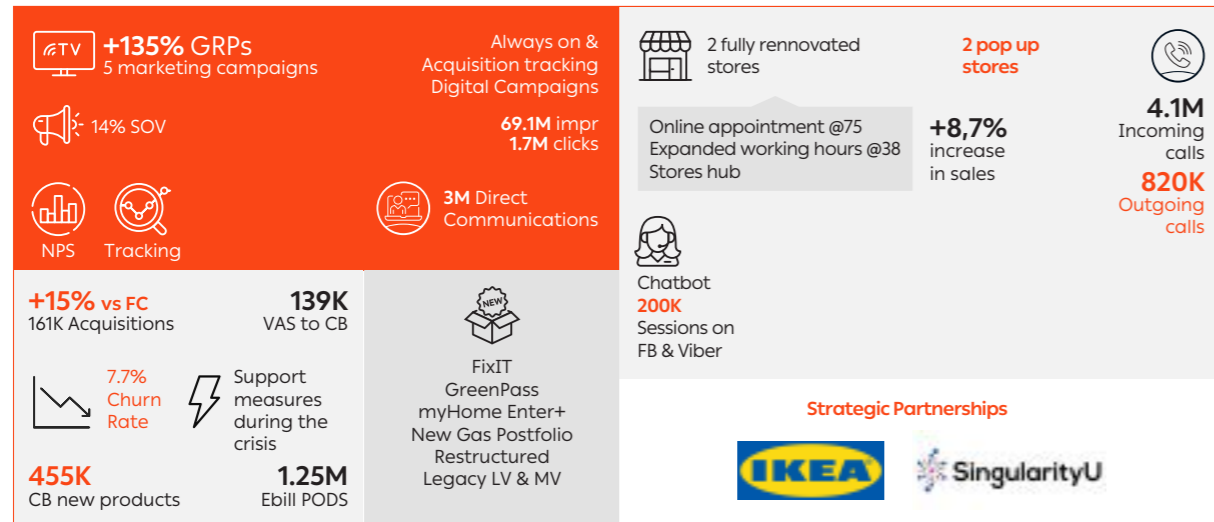 TV
+135% GRPs
5 marketing campaigns
14% SOV
NPS
Tracking
Always on &
Acquisition tracking
Digital Campaigns
69.1M impr
1.7M clicks
3M Direct
Communications
2 fully rennovated
stores
2 pop up
stores
Online appointment @75
Expanded working hours @38
Stores hub
+8,7%
increase
in sales
4.1M
Incoming
calls
820K
Outgoing
calls
Chatbot
200K
Sessions on
FB & Viber
+15% vs FC
161K Acquisitions
139K
VAS to CB
7.7%
Churn
Rate
Support
measures
during the
crisis
455K
CB new products
1.25M
Ebill PODS
NEW
FixIT
GreenPass
myHome Enter+
New Gas Postfolio
Restructured
Legacy LV & MV
Strategic Partnerships
IKEA
SingularityU